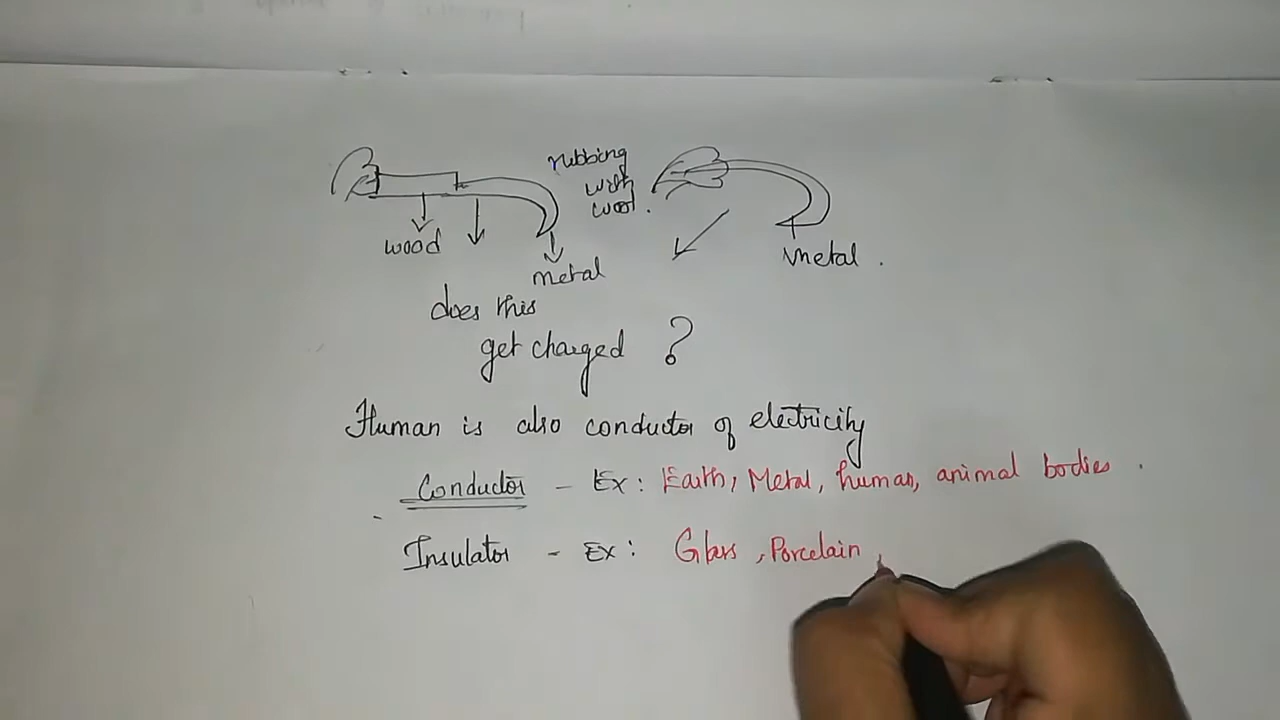 rubbing
with
wool.
wood
metal
metal.
does this
get charged ?
Human is also conductor of electricity
Conductor - Ex: Earth, Metal, human, animal bodies.
Insulator - Ex: Glass, Porcelain